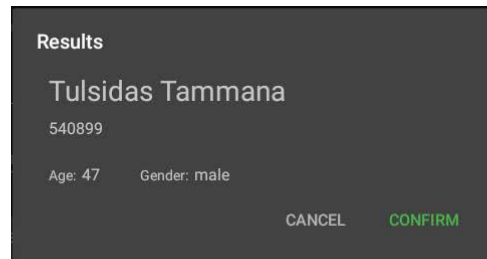 Results
Tulsidas Tammana
540899
Age: 47 Gender: male
CANCEL CONFIRM